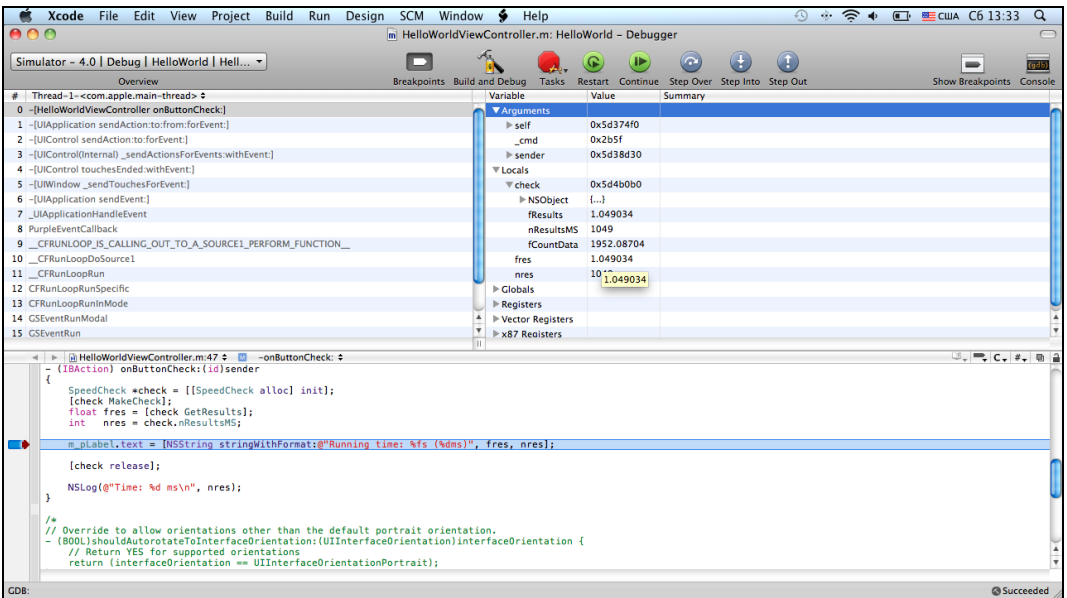 Xcode File Edit View Project Build Run Design SCM Window Help США Сб 13:33
HelloWorldViewController.m: HelloWorld – Debugger
Simulator – 4.0 | Debug | HelloWorld | Hell...
Overview Breakpoints Build and Debug Tasks Restart Continue Step Over Step Into Step Out Show Breakpoints Console
(gdb)
# Thread-1-<com.apple.main-thread> Variable Value Summary
0 -[HelloWorldViewController onButtonCheck:]
1 -[UIApplication sendAction:to:from:forEvent:]
2 -[UIControl sendAction:to:forEvent:]
3 -[UIControl(Internal) _sendActionsForEvents:withEvent:]
4 -[UIControl touchesEnded:withEvent:]
5 -[UIWindow _sendTouchesForEvent:]
6 -[UIApplication sendEvent:]
7 _UIApplicationHandleEvent
8 PurpleEventCallback
9 __CFRUNLOOP_IS_CALLING_OUT_TO_A_SOURCE1_PERFORM_FUNCTION__
10 __CFRunLoopDoSource1
11 __CFRunLoopRun
12 CFRunLoopRunSpecific
13 CFRunLoopRunInMode
14 GSEventRunModal
15 GSEventRun
Arguments
self 0x5d374f0
_cmd 0x2b5f
sender 0x5d38d30
Locals
check 0x5d4b0b0
NSObject {...}
fResults 1.049034
nResultsMS 1049
fCountData 1952.08704
fres 1.049034
nres
1.049034
Globals
Registers
Vector Registers
x87 Registers
HelloWorldViewController.m:47 M -onButtonCheck: C #
- (IBAction) onButtonCheck:(id)sender
{
SpeedCheck *check = [[SpeedCheck alloc] init];
[check MakeCheck];
float fres = [check GetResults];
int nres = check.nResultsMS;
m_pLabel.text = [NSString stringWithFormat:@"Running time: %fs (%dms)", fres, nres];
[check release];
NSLog(@"Time: %d ms\n", nres);
}
/*
// Override to allow orientations other than the default portrait orientation.
- (BOOL)shouldAutorotateToInterfaceOrientation:(UIInterfaceOrientation)interfaceOrientation {
// Return YES for supported orientations
return (interfaceOrientation == UIInterfaceOrientationPortrait);
GDB: Succeeded